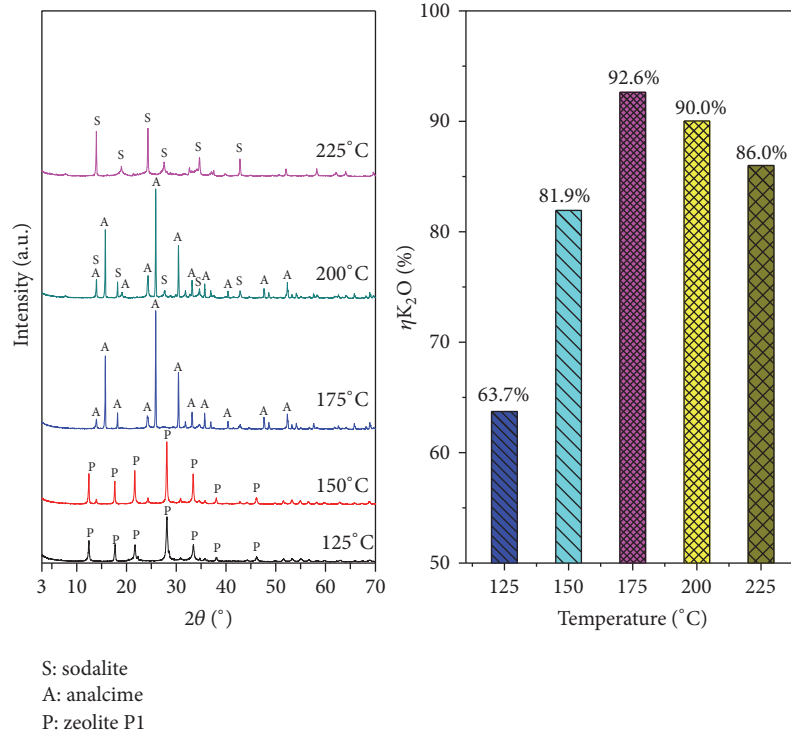 Intensity (a.u.)
S S S S S S 225°C
S A A S A A S A A A S A S A A 200°C
A A A A A A A A A A 175°C
P P P P P P P 150°C
P P P P P P P 125°C
3 10 20 30 40 50 60 70
2θ (°)
S: sodalite
A: analcime
P: zeolite P1
ηK₂O (%)
100
90
80
70
60
50
63.7%
81.9%
92.6%
90.0%
86.0%
125 150 175 200 225
Temperature (°C)